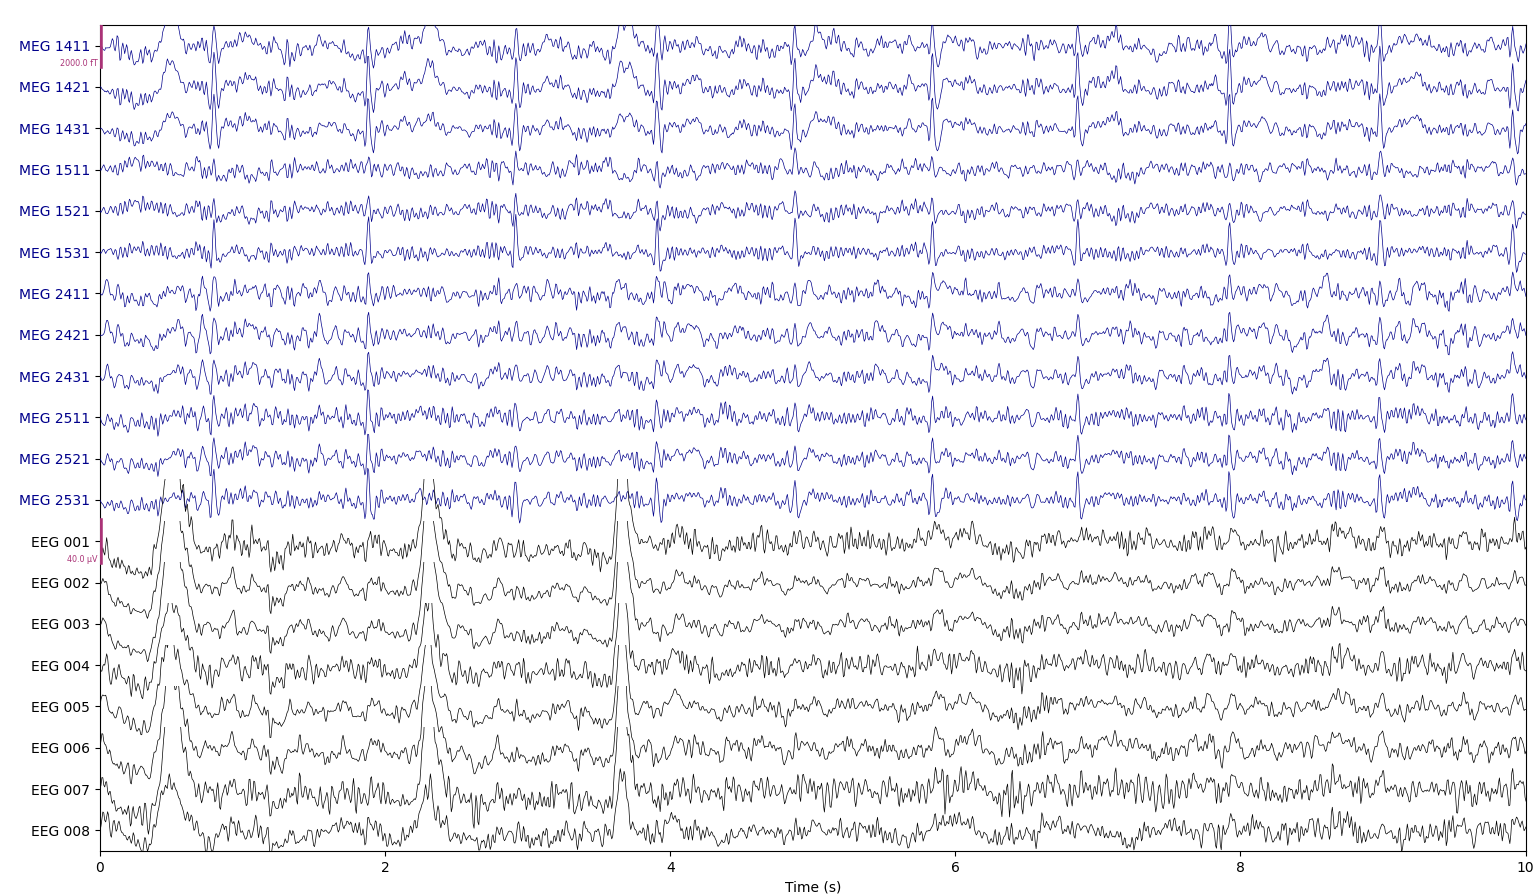 MEG 1411
2000.0 fT
MEG 1421
MEG 1431
MEG 1511
MEG 1521
MEG 1531
MEG 2411
MEG 2421
MEG 2431
MEG 2511
MEG 2521
MEG 2531
EEG 001
40.0 µV
EEG 002
EEG 003
EEG 004
EEG 005
EEG 006
EEG 007
EEG 008
0 2 4 6 8 10
Time (s)